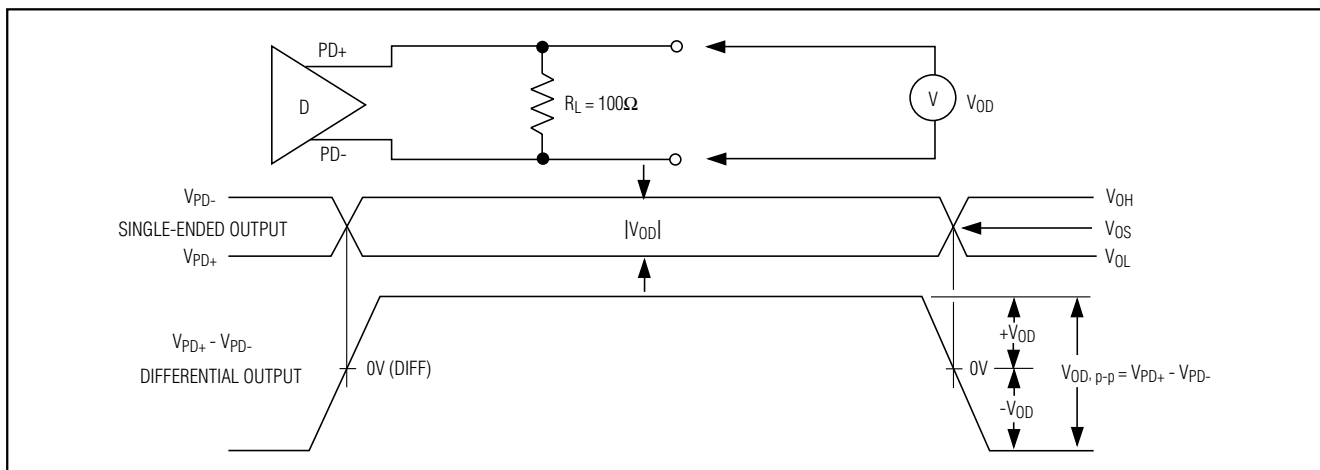 PD+
D
PD-
R_L = 100Ω
V
V_OD
V_PD-
SINGLE-ENDED OUTPUT
V_PD+
|V_OD|
V_OH
V_OS
V_OL
V_PD+ - V_PD-
DIFFERENTIAL OUTPUT
0V (DIFF)
+V_OD
0V
-V_OD
V_OD, p-p = V_PD+ - V_PD-